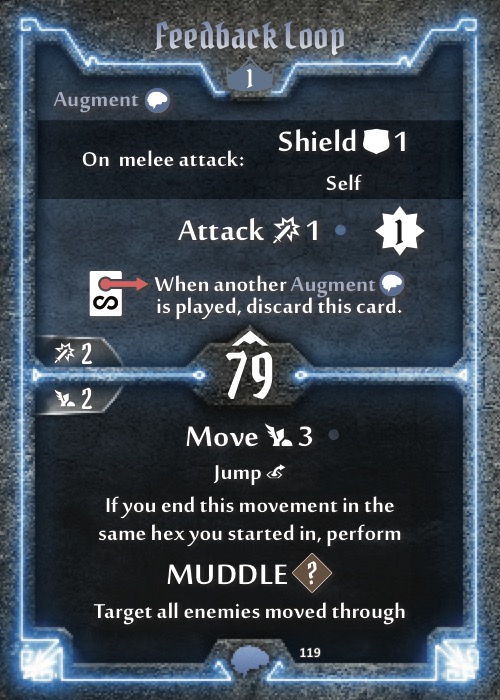 Feedback Loop
1
Augment
On melee attack:
Shield 1
Self
Attack 1
1
When another Augment
is played, discard this card.
2
79
2
Move 3
Jump
If you end this movement in the
same hex you started in, perform
MUDDLE ?
Target all enemies moved through
119